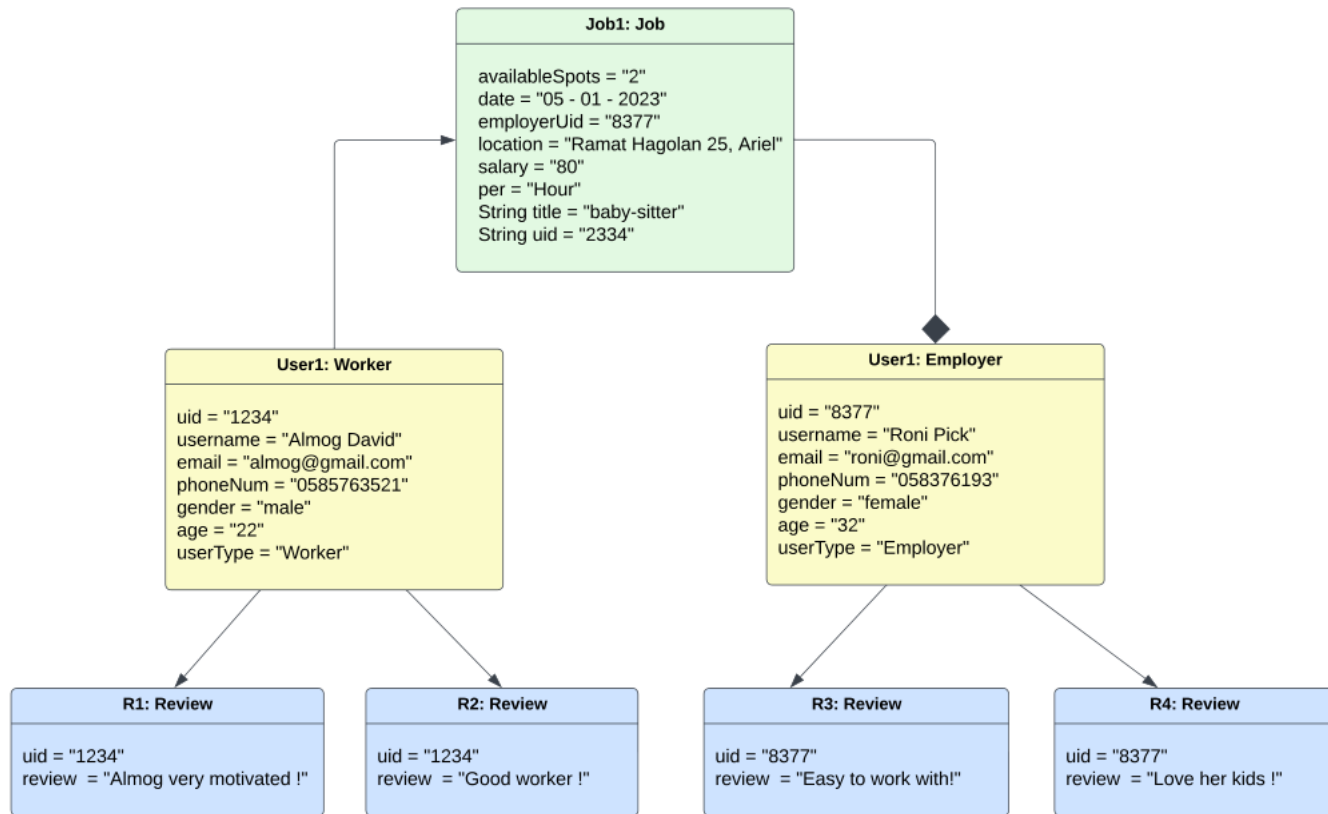 Job1: Job
availableSpots = "2"
date = "05 - 01 - 2023"
employerUid = "8377"
location = "Ramat Hagolan 25, Ariel"
salary = "80"
per = "Hour"
String title = "baby-sitter"
String uid = "2334"
User1: Worker
uid = "1234"
username = "Almog David"
email = "almog@gmail.com"
phoneNum = "0585763521"
gender = "male"
age = "22"
userType = "Worker"
User1: Employer
uid = "8377"
username = "Roni Pick"
email = "roni@gmail.com"
phoneNum = "058376193"
gender = "female"
age = "32"
userType = "Employer"
R1: Review
uid = "1234"
review  = "Almog very motivated !"
R2: Review
uid = "1234"
review  = "Good worker !"
R3: Review
uid = "8377"
review  = "Easy to work with!"
R4: Review
uid = "8377"
review  = "Love her kids !"